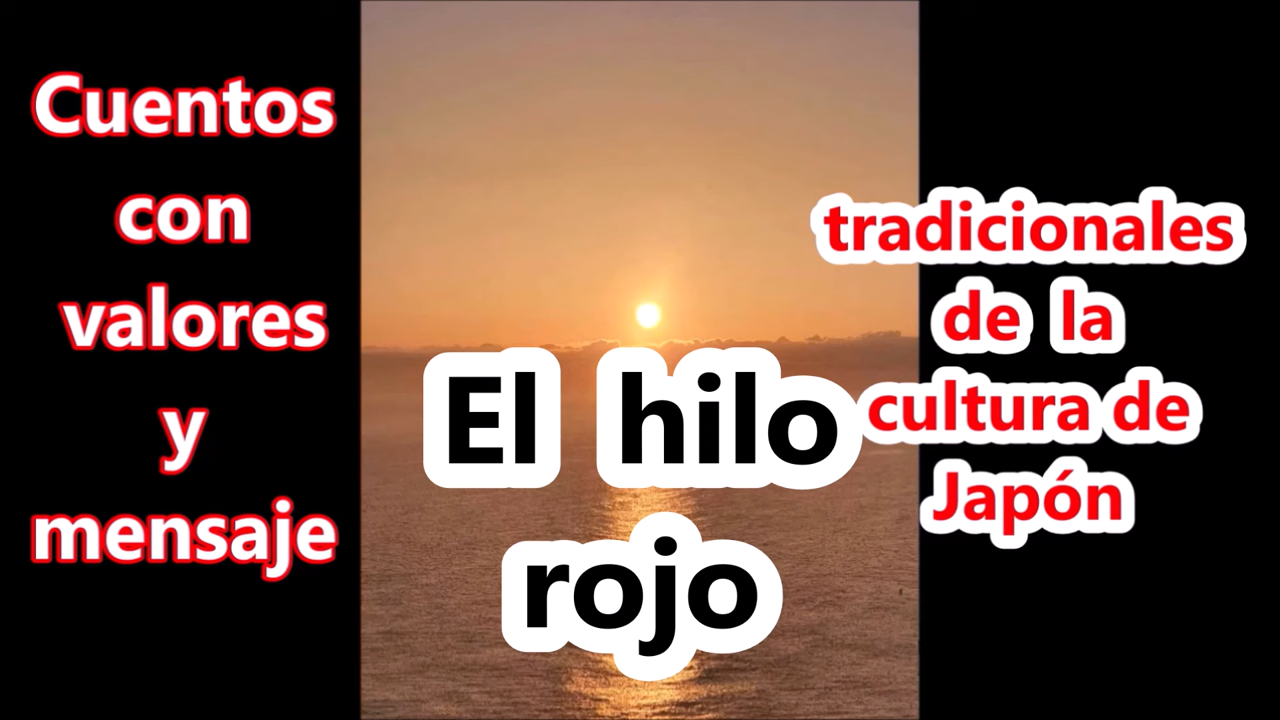 Cuentos
con
valores
y
mensaje
El hilo
rojo
tradicionales
de la
cultura de
Japón